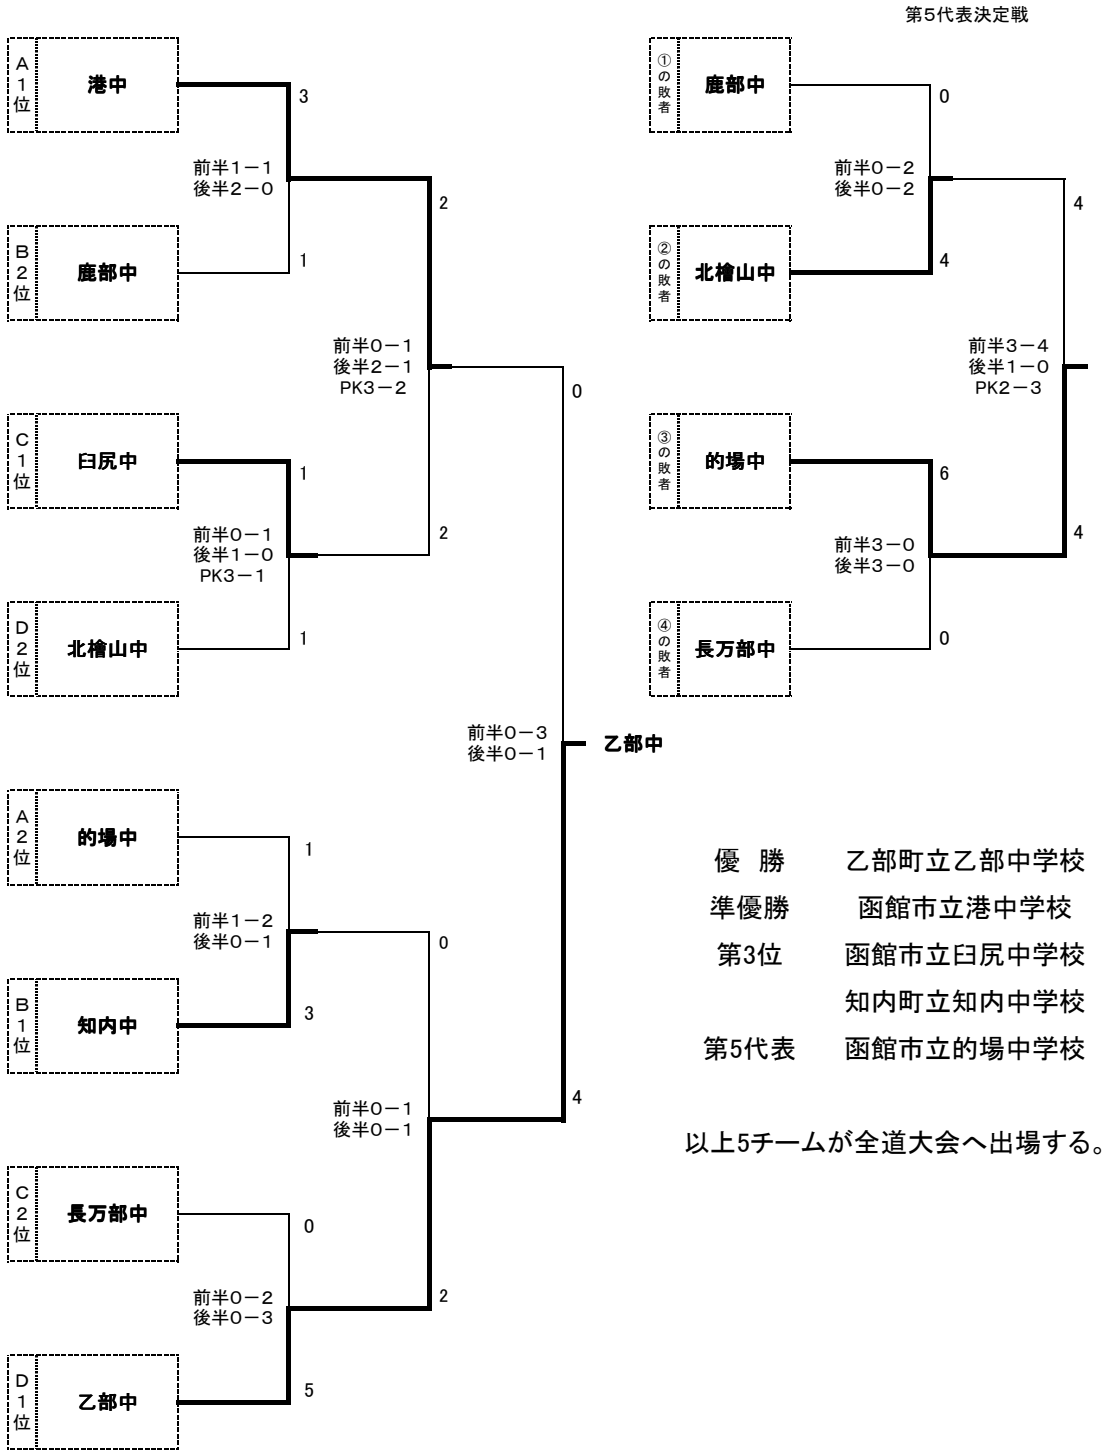 第5代表決定戦
A1位
港中
3
前半1－1
後半2－0
2
B2位
鹿部中
1
前半0－1
後半2－1
PK3－2
0
C1位
臼尻中
1
前半0－1
後半1－0
PK3－1
2
D2位
北檜山中
1
前半0－3
後半0－1
乙部中
A2位
的場中
1
前半1－2
後半0－1
0
B1位
知内中
3
前半0－1
後半0－1
4
C2位
長万部中
0
前半0－2
後半0－3
2
D1位
乙部中
5
①の敗者
鹿部中
0
前半0－2
後半0－2
4
②の敗者
北檜山中
4
前半3－4
後半1－0
PK2－3
③の敗者
的場中
6
前半3－0
後半3－0
4
④の敗者
長万部中
0
優 勝 乙部町立乙部中学校
準優勝 函館市立港中学校
第3位 函館市立臼尻中学校
知内町立知内中学校
第5代表 函館市立的場中学校
以上5チームが全道大会へ出場する。